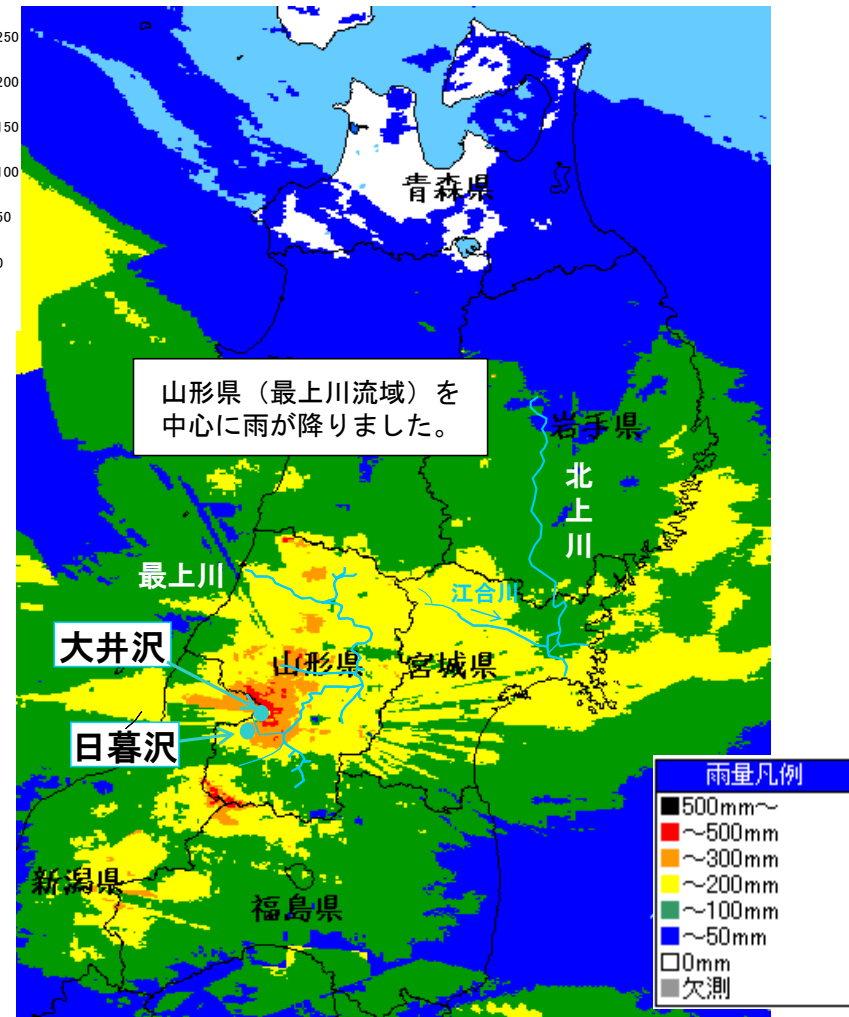 250
200
150
100
50
0
青森県
山形県（最上川流域）を
中心に雨が降りました。
岩手県
北上川
最上川
江合川
大井沢
山形県
宮城県
日暮沢
新潟県
福島県
雨量凡例
500mm～
～500mm
～300mm
～200mm
～100mm
～50mm
0mm
欠測